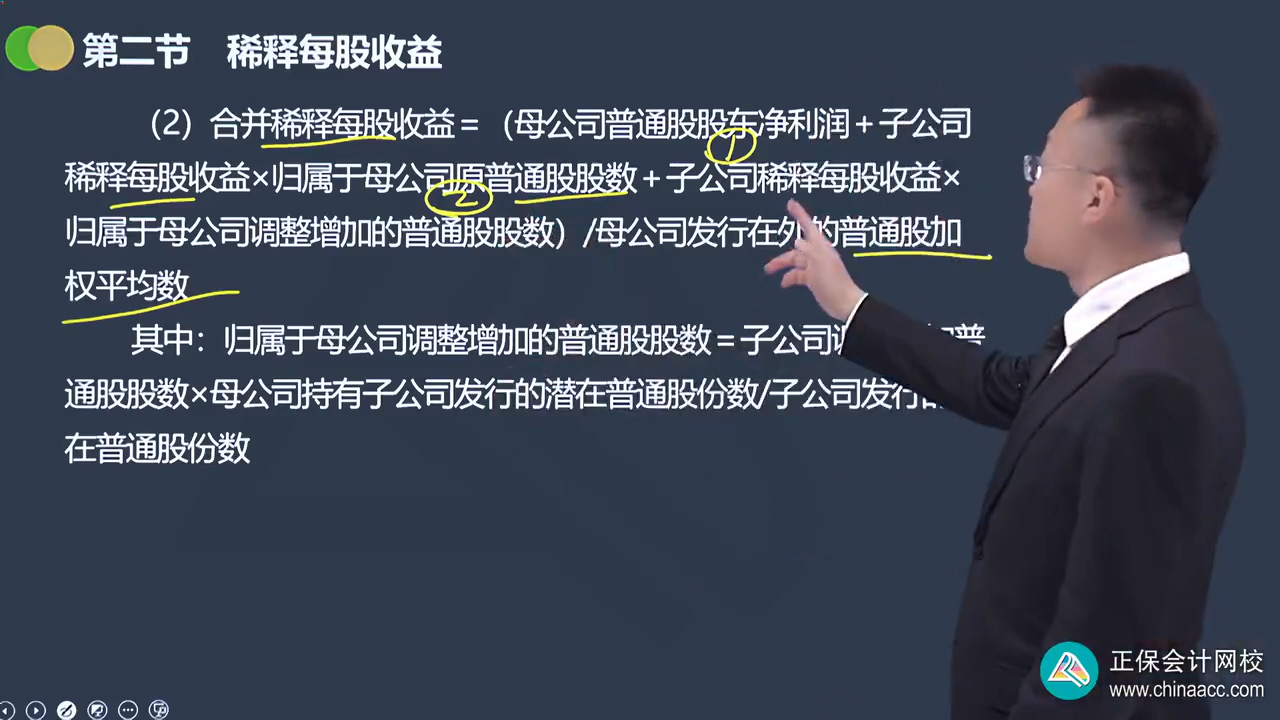 第二节 稀释每股收益
（2）合并稀释每股收益＝（母公司普通股股东净利润＋子公司
①
稀释每股收益×归属于母公司原普通股股数＋子公司稀释每股收益×
②
归属于母公司调整增加的普通股股数）/母公司发行在外的普通股加
权平均数
其中：归属于母公司调整增加的普通股股数＝子公司
通股股数×母公司持有子公司发行的潜在普通股份数/子公司发行
在普通股份数
正保会计网校
www.chinaacc.com